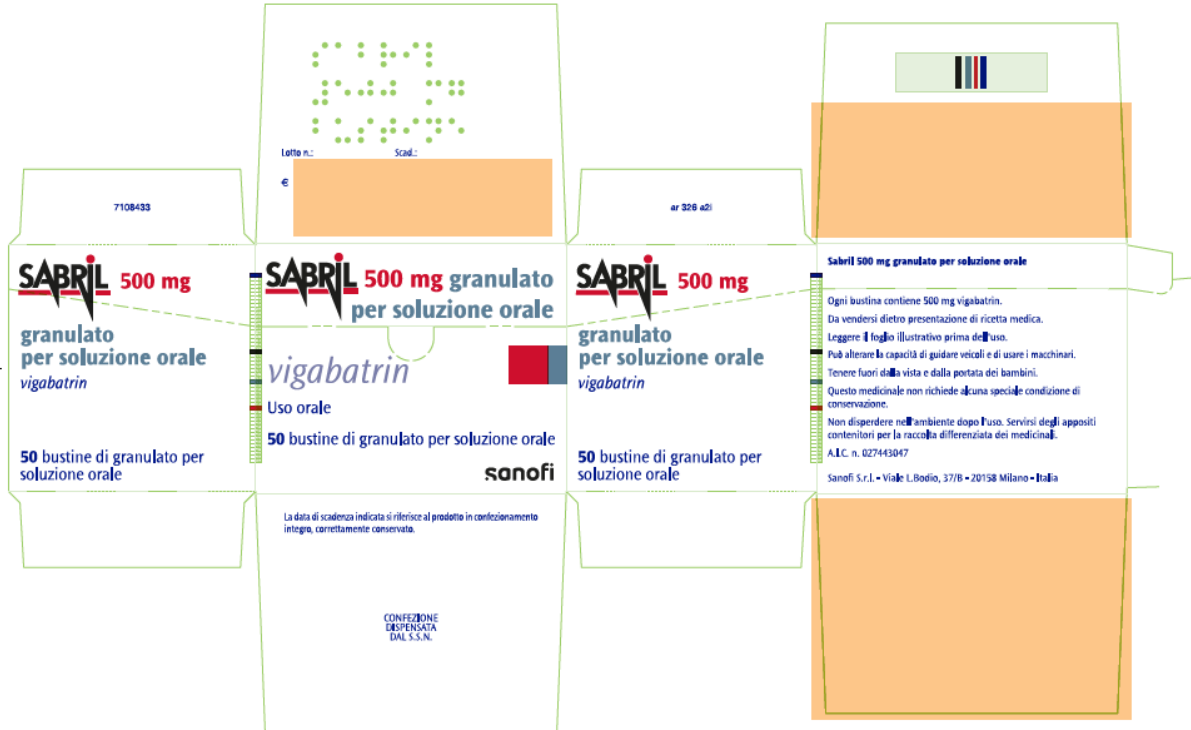 Lotto n.: Scad.:
€
7108433
ar 326 a2i
SABRIL 500 mg
granulato
per soluzione orale
vigabatrin
50 bustine di granulato per
soluzione orale
SABRIL 500 mg granulato
per soluzione orale
vigabatrin
Uso orale
50 bustine di granulato per soluzione orale
sanofi
SABRIL 500 mg
granulato
per soluzione orale
vigabatrin
50 bustine di granulato per
soluzione orale
Sabril 500 mg granulato per soluzione orale
Ogni bustina contiene 500 mg vigabatrin.
Da vendersi dietro presentazione di ricetta medica.
Leggere il foglio illustrativo prima dell'uso.
Può alterare la capacità di guidare veicoli e di usare i macchinari.
Tenere fuori dalla vista e dalla portata dei bambini.
Questo medicinale non richiede alcuna speciale condizione di
conservazione.
Non disperdere nell'ambiente dopo l'uso. Servirsi degli appositi
contenitori per la raccolta differenziata dei medicinali.
A.I.C. n. 027443047
Sanofi S.r.l. - Viale L.Bodio, 37/B - 20158 Milano - Italia
La data di scadenza indicata si riferisce al prodotto in confezionamento
integro, correttamente conservato.
CONFEZIONE
DISPENSATA
DAL S.S.N.